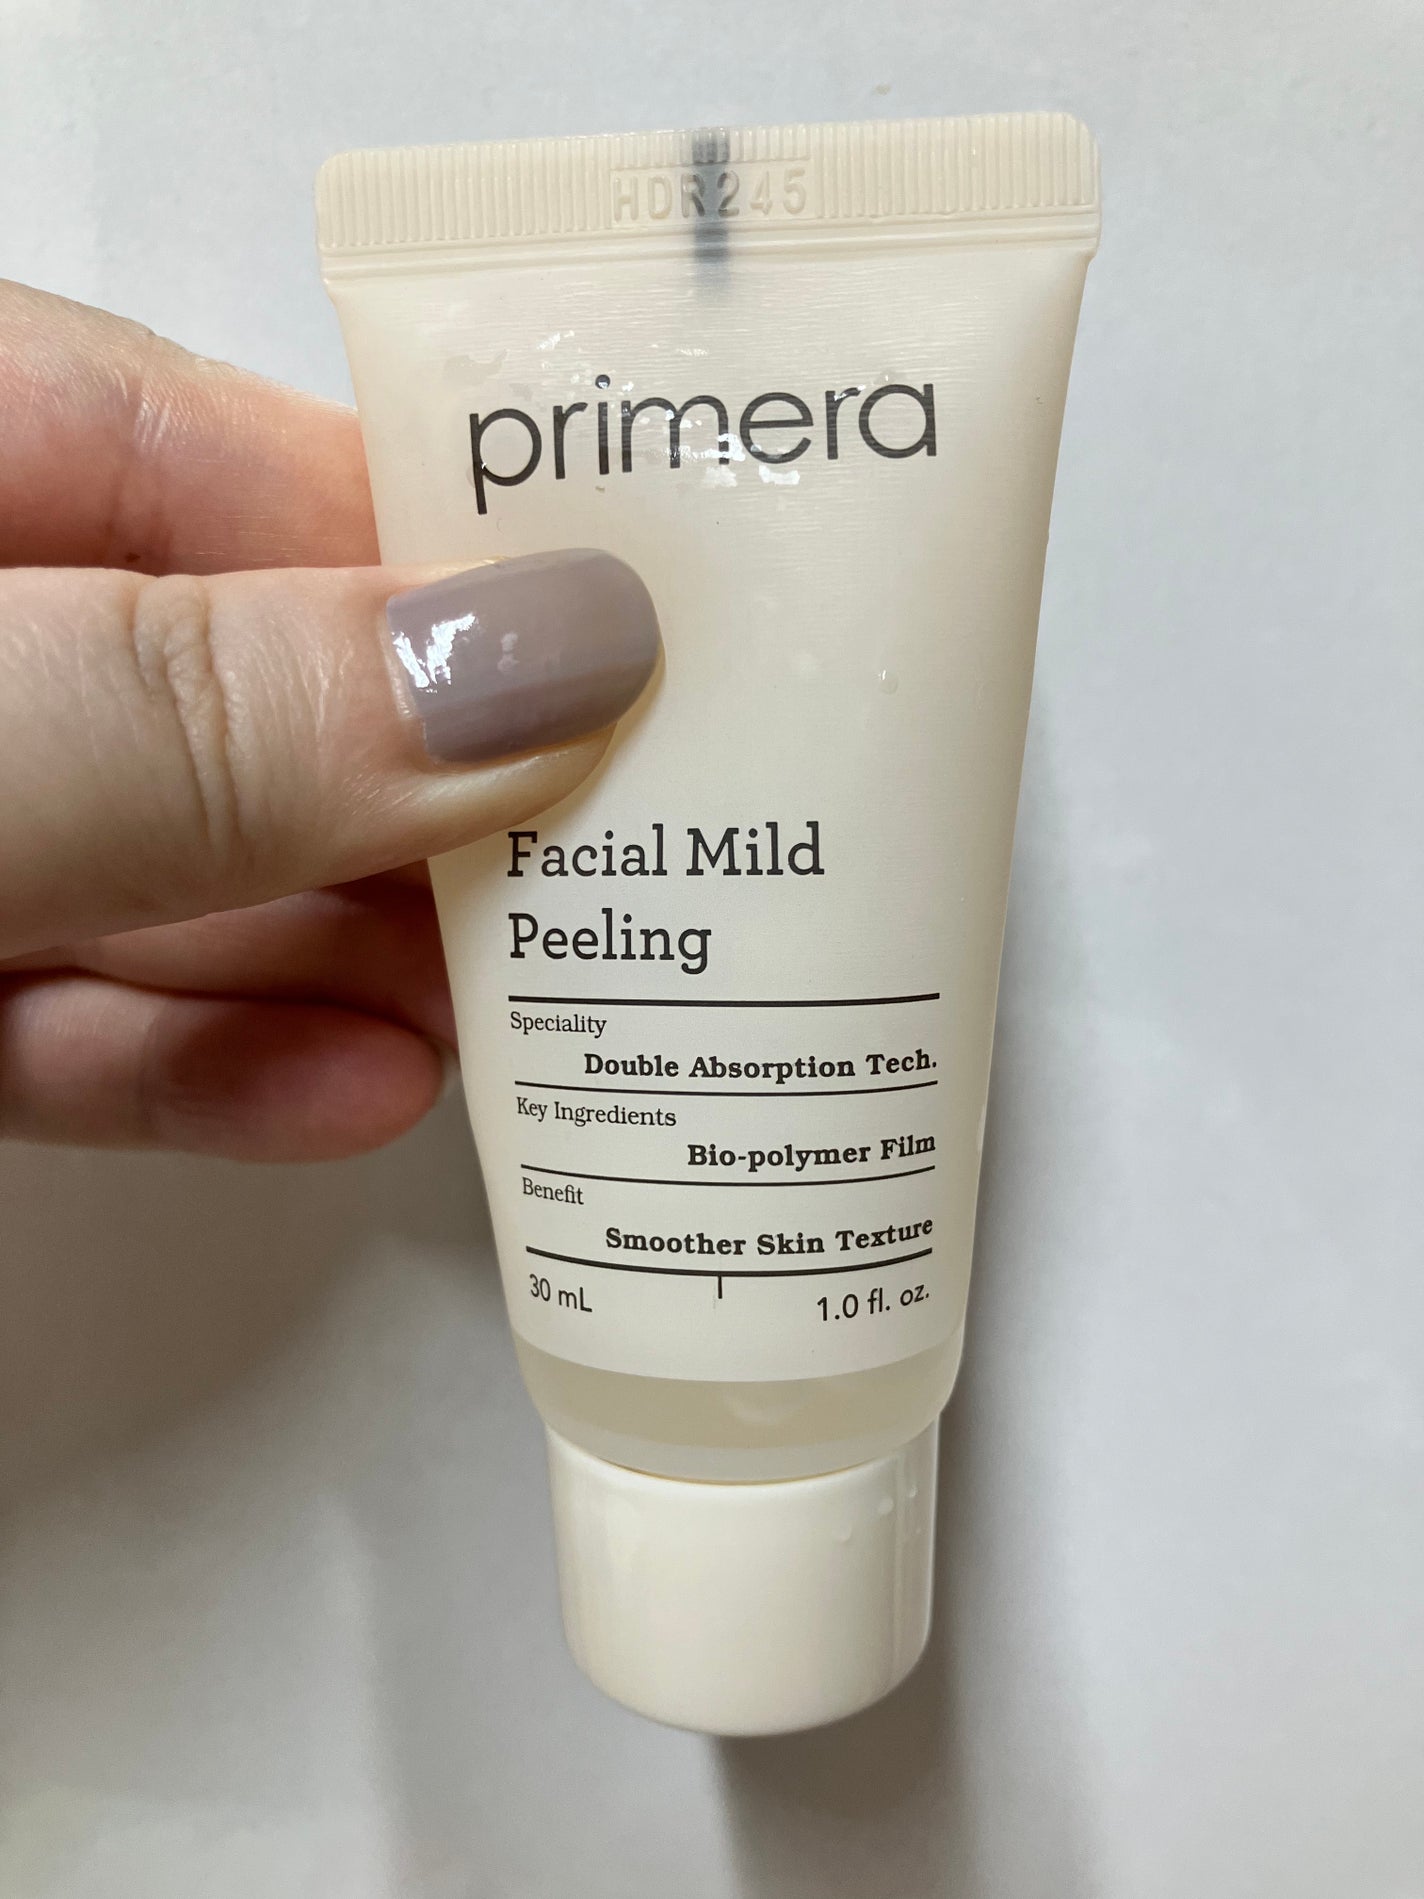 HDR245
primera
Facial Mild
Peeling
Speciality
Double Absorption Tech.
Key Ingredients
Bio-polymer Film
Benefit
Smoother Skin Texture
30 mL 1.0 fl. oz.